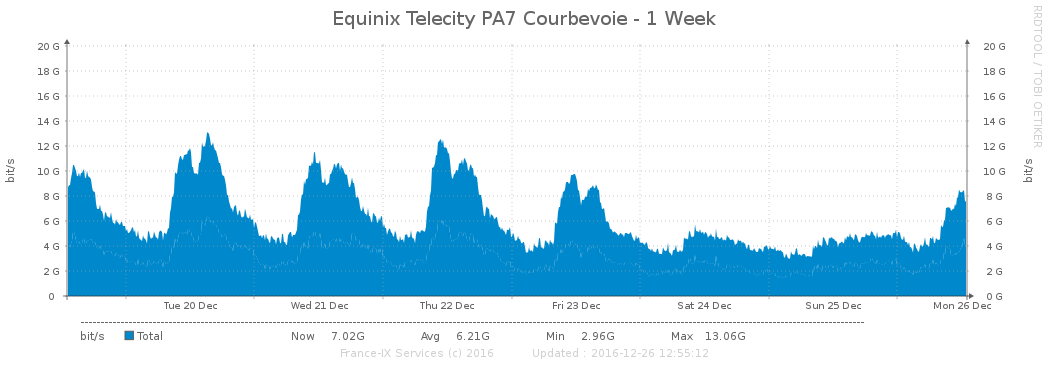 Equinix Telecity PA7 Courbevoie - 1 Week
RRDTOOL / TOBI OETIKER
bit/s
bit/s
20 G 20 G
18 G 18 G
16 G 16 G
14 G 14 G
12 G 12 G
10 G 10 G
8 G 8 G
6 G 6 G
4 G 4 G
2 G 2 G
0 0 G
Tue 20 Dec Wed 21 Dec Thu 22 Dec Fri 23 Dec Sat 24 Dec Sun 25 Dec Mon 26 Dec
bit/s Total Now 7.02G Avg 6.21G Min 2.96G Max 13.06G
France-IX Services (c) 2016 Updated : 2016-12-26 12:55:12